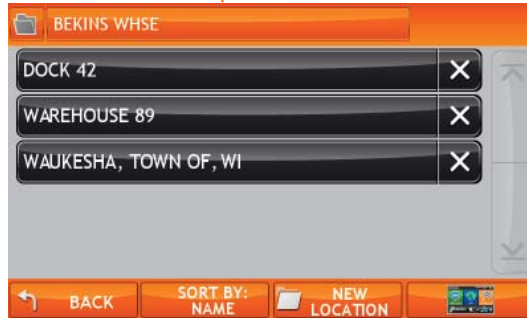 BEKINS WHSE
DOCK 42
WAREHOUSE 89
WAUKESHA, TOWN OF, WI
BACK
SORT BY:
NAME
NEW
LOCATION